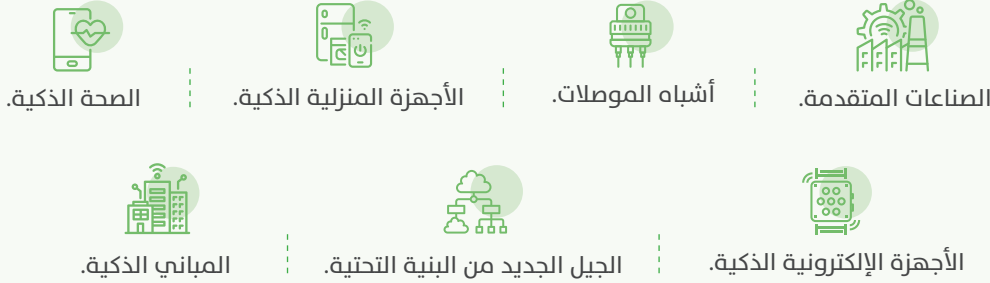 الصناعات المتقدمة.
أشباه الموصلات.
الأجهزة المنزلية الذكية.
الصحة الذكية.
الأجهزة الإلكترونية الذكية.
الجيل الجديد من البنية التحتية.
المباني الذكية.